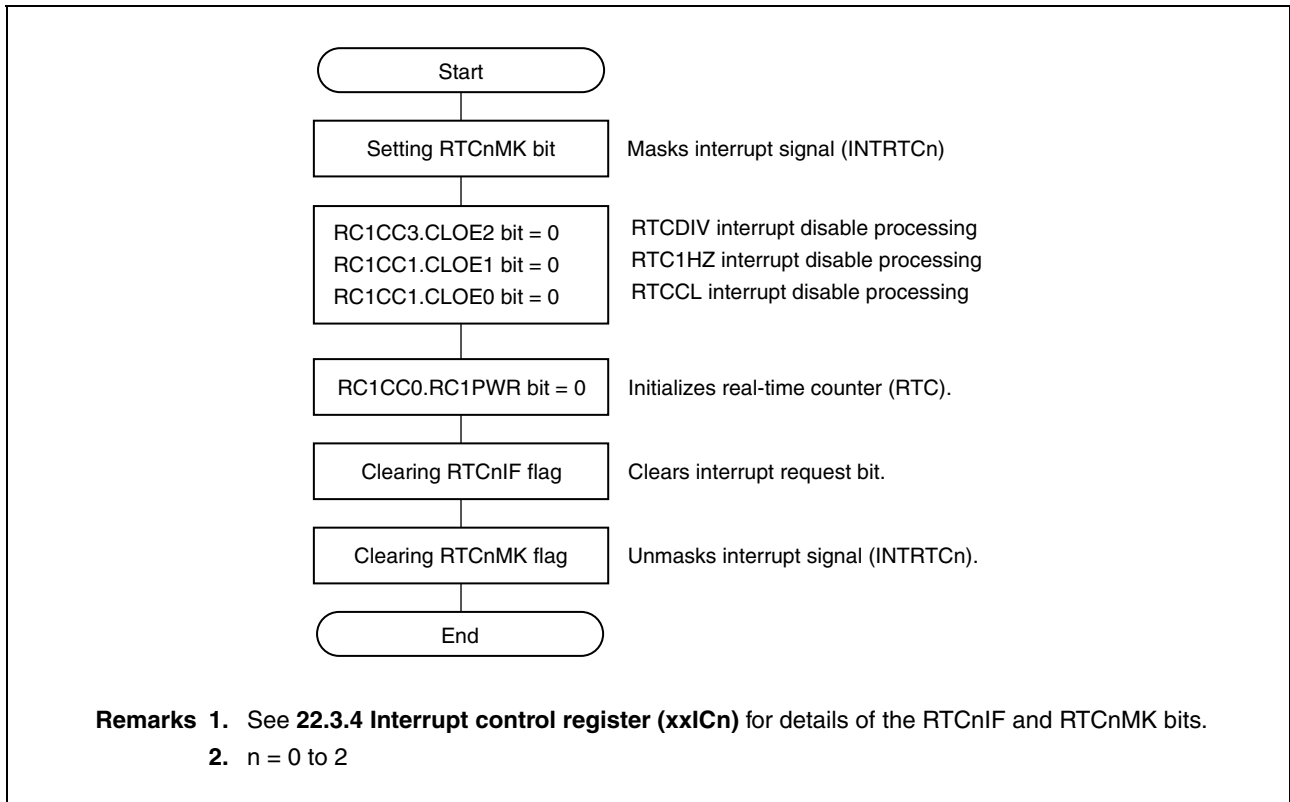 Start
Setting RTCnMK bit Masks interrupt signal (INTRTCn)
RC1CC3.CLOE2 bit = 0 RTCDIV interrupt disable processing
RC1CC1.CLOE1 bit = 0 RTC1HZ interrupt disable processing
RC1CC1.CLOE0 bit = 0 RTCCL interrupt disable processing
RC1CC0.RC1PWR bit = 0 Initializes real-time counter (RTC).
Clearing RTCnIF flag Clears interrupt request bit.
Clearing RTCnMK flag Unmasks interrupt signal (INTRTCn).
End
Remarks 1. See 22.3.4 Interrupt control register (xxICn) for details of the RTCnIF and RTCnMK bits.
2. n = 0 to 2